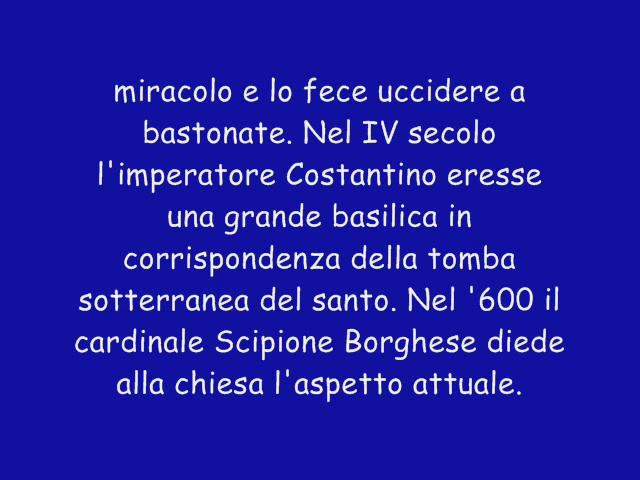 miracolo e lo fece uccidere a
bastonate. Nel IV secolo
l'imperatore Costantino eresse
una grande basilica in
corrispondenza della tomba
sotterranea del santo. Nel '600 il
cardinale Scipione Borghese diede
alla chiesa l'aspetto attuale.